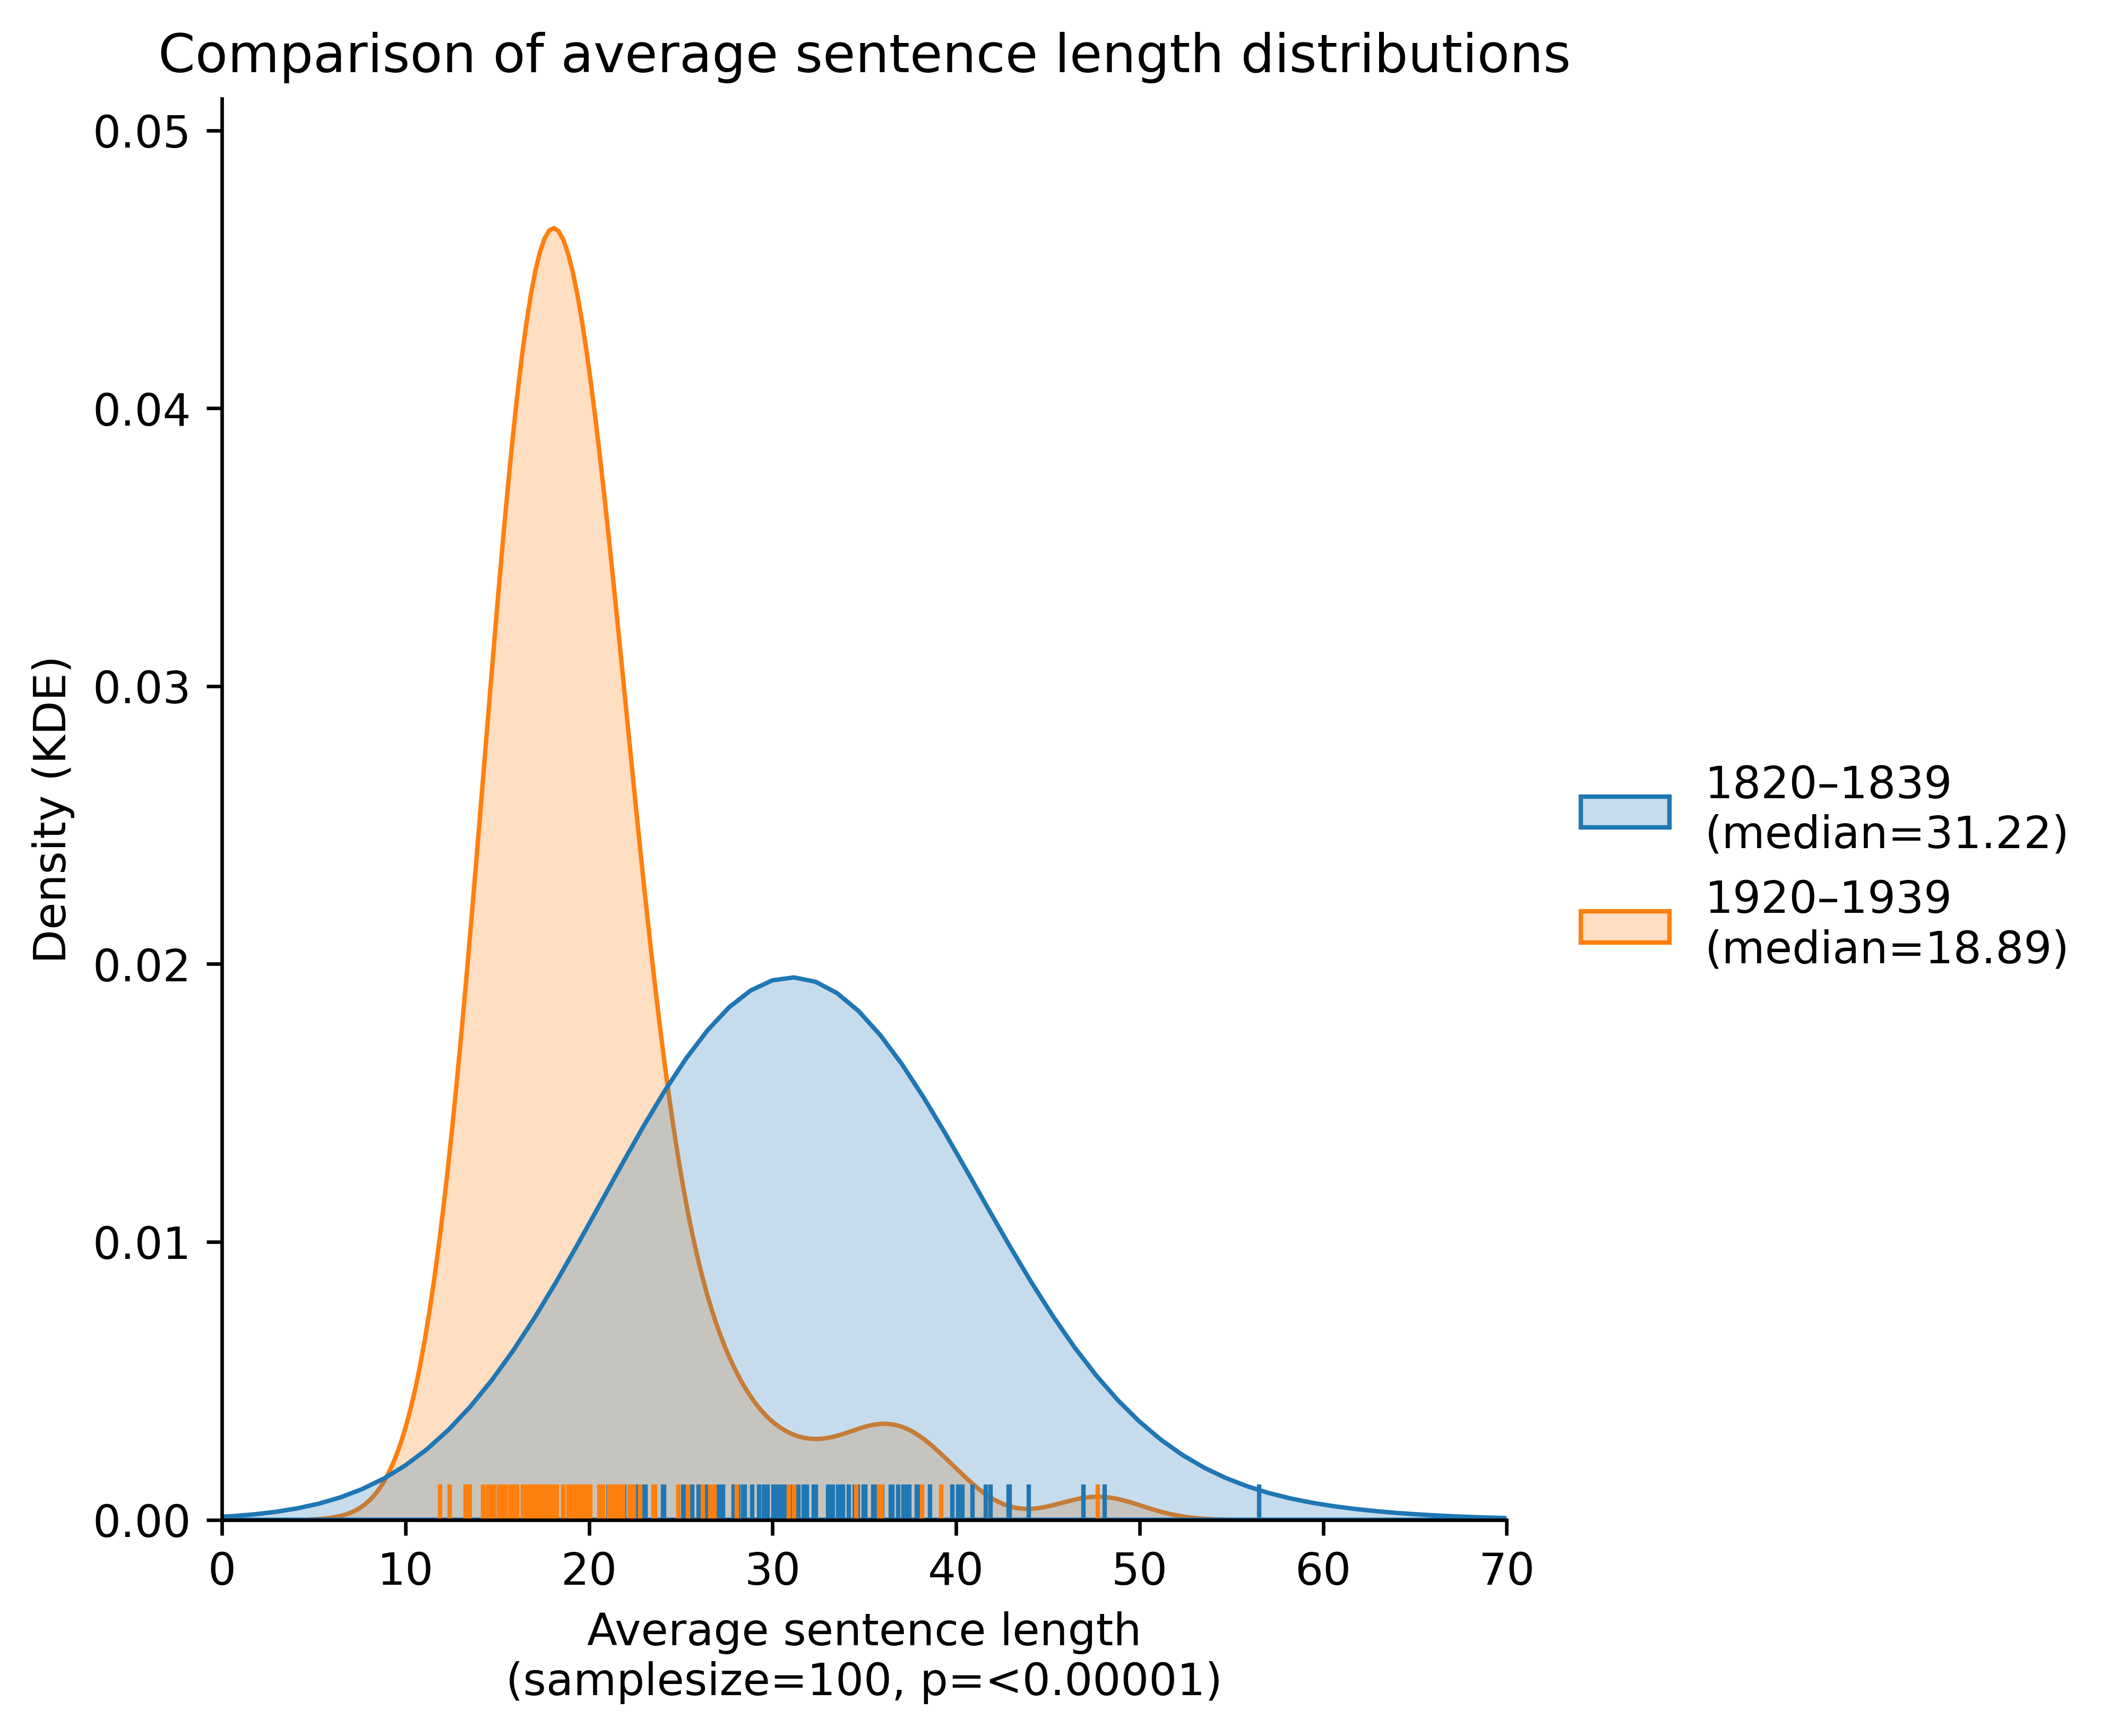 Comparison of average sentence length distributions
0.05
0.04
0.03
0.02
0.01
0.00
Density (KDE)
0 10 20 30 40 50 60 70
Average sentence length
(samplesize=100, p=<0.00001)
1820–1839
(median=31.22)
1920–1939
(median=18.89)